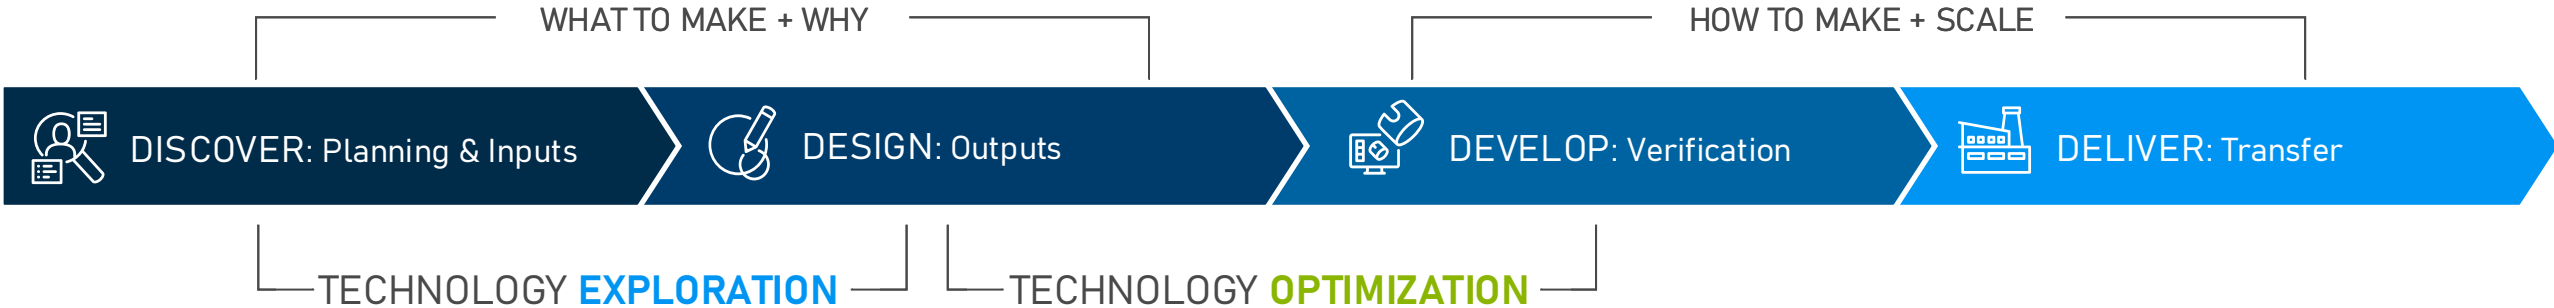 WHAT TO MAKE + WHY
HOW TO MAKE + SCALE
DISCOVER: Planning & Inputs
DESIGN: Outputs
DEVELOP: Verification
DELIVER: Transfer
TECHNOLOGY EXPLORATION
TECHNOLOGY OPTIMIZATION